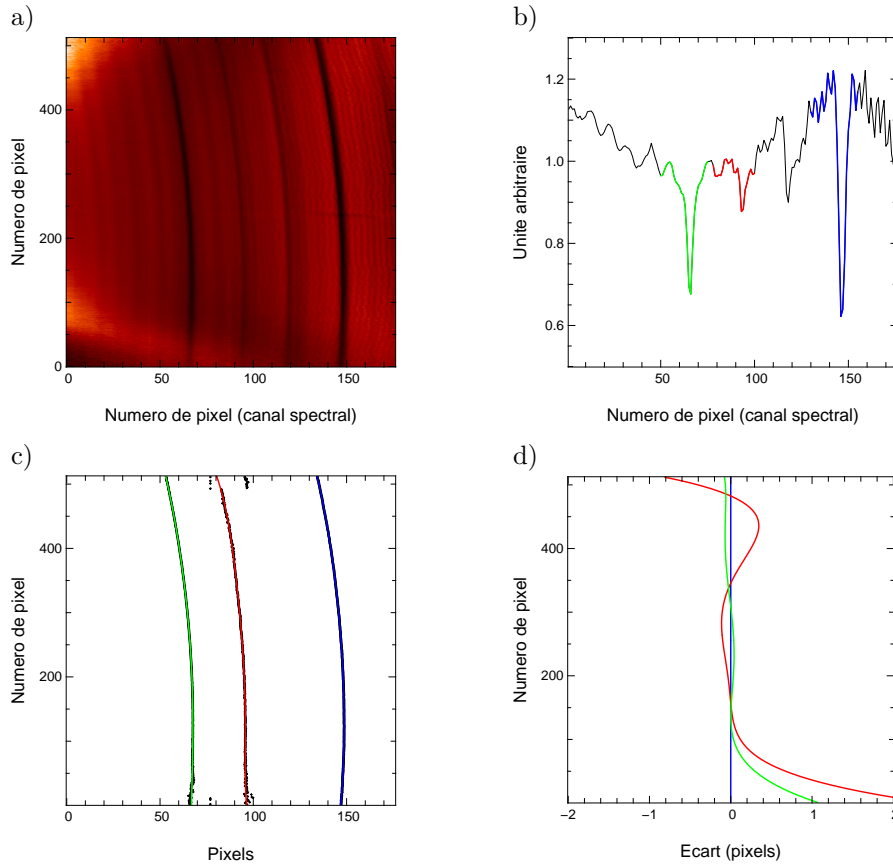 a)
Numero de pixel
400
200
0
0 50 100 150
Numero de pixel (canal spectral)
b)
Unite arbitraire
1.2
1.0
0.8
0.6
50 100 150
Numero de pixel (canal spectral)
c)
Numero de pixel
400
200
0 50 100 150
Pixels
d)
Numero de pixel
400
200
−2 −1 0 1 2
Ecart (pixels)